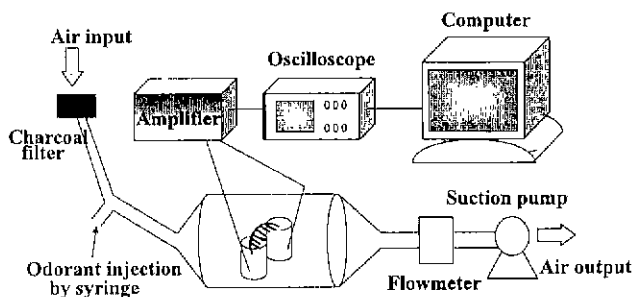 Computer
Air input
Oscilloscope
Amplifier
Charcoal
filter
Suction pump
Odorant injection
by syringe
Flowmeter
Air output